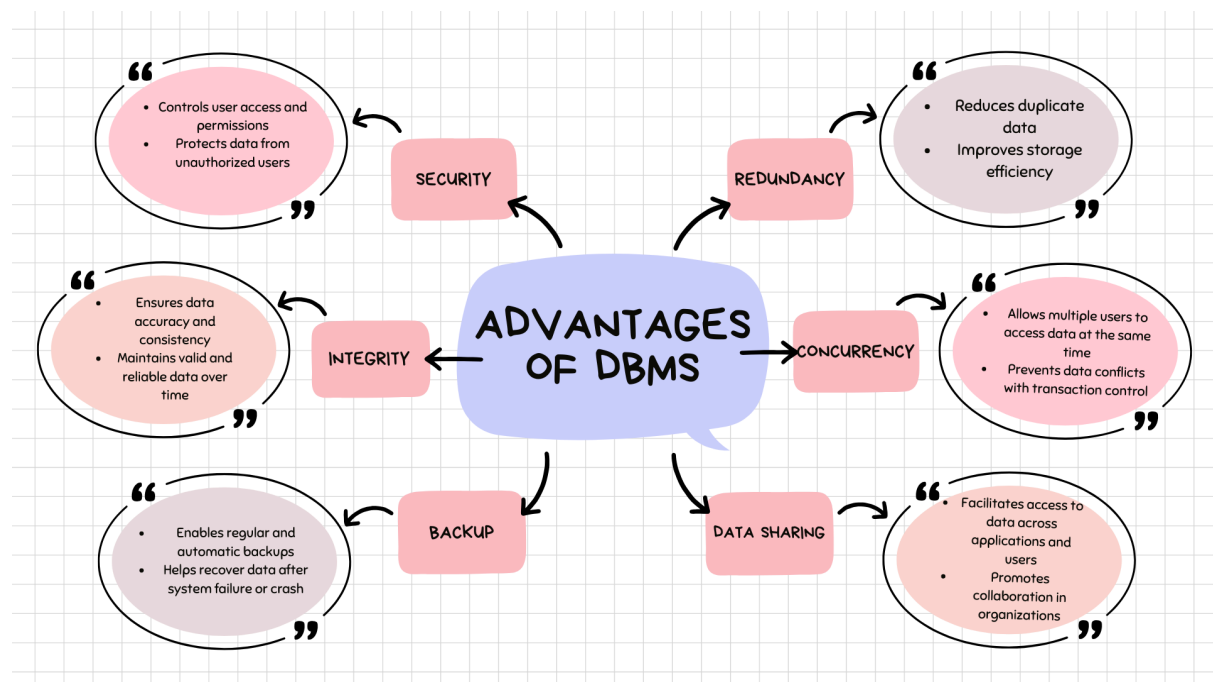 ADVANTAGES
OF DBMS
SECURITY
• Controls user access and
permissions
• Protects data from
unauthorized users
INTEGRITY
• Ensures data
accuracy and
consistency
• Maintains valid and
reliable data over
time
BACKUP
• Enables regular and
automatic backups
• Helps recover data after
system failure or crash
REDUNDANCY
• Reduces duplicate
data
• Improves storage
efficiency
CONCURRENCY
• Allows multiple users to
access data at the same
time
• Prevents data conflicts
with transaction control
DATA SHARING
• Facilitates access to
data across
applications and
users
• Promotes
collaboration in
organizations